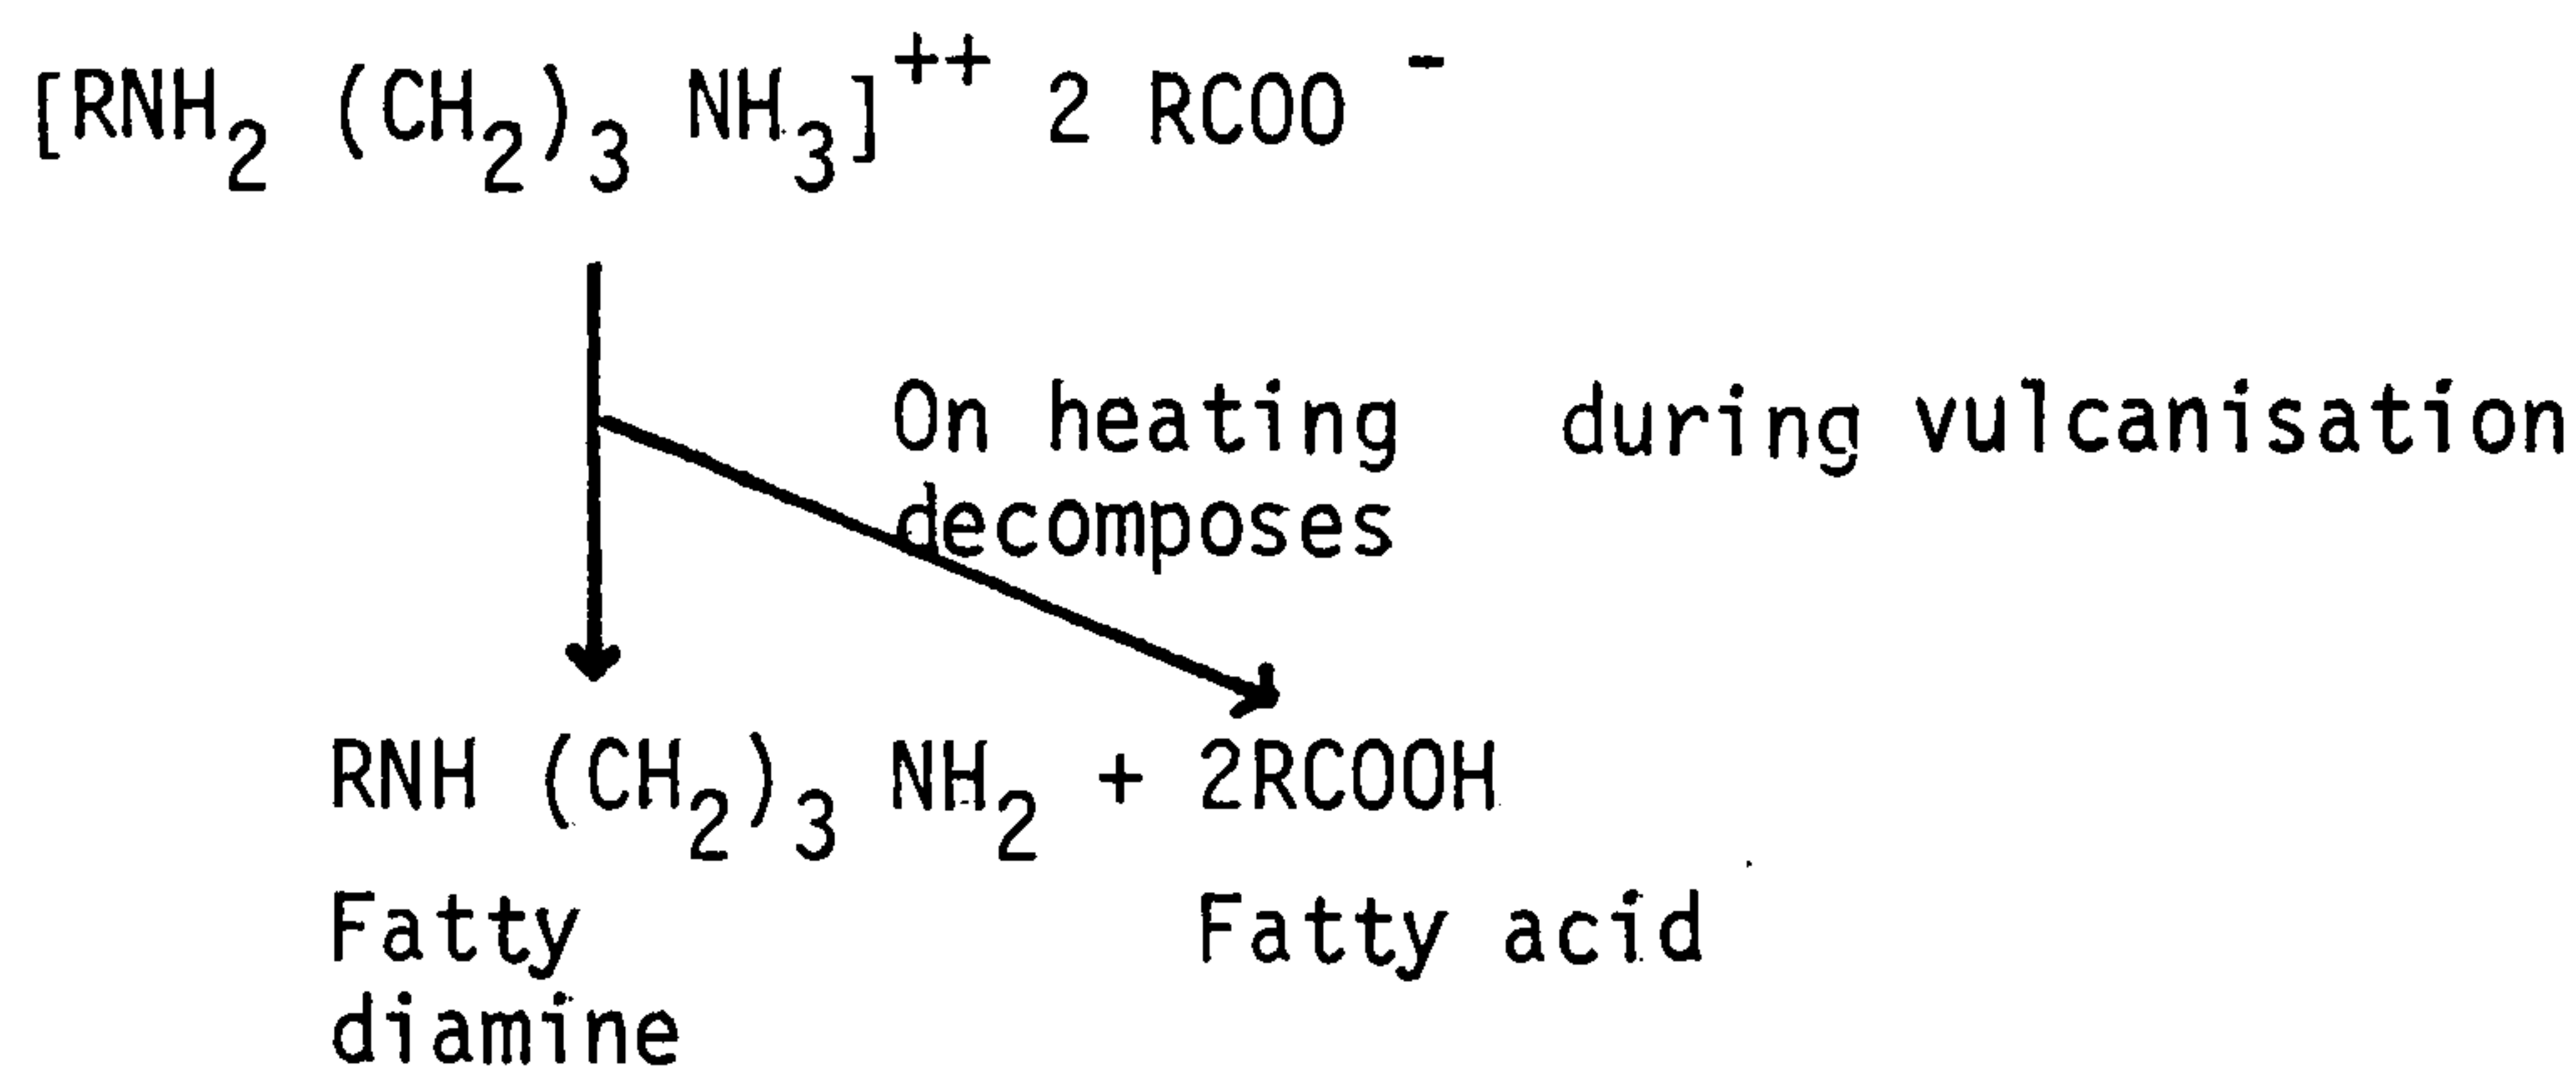 [RNH₂ (CH₂)₃ NH₃]⁺⁺ 2 RCOO⁻
On heating during vulcanisation
decomposes
RNH (CH₂)₃ NH₂ + 2RCOOH
Fatty Fatty acid
diamine